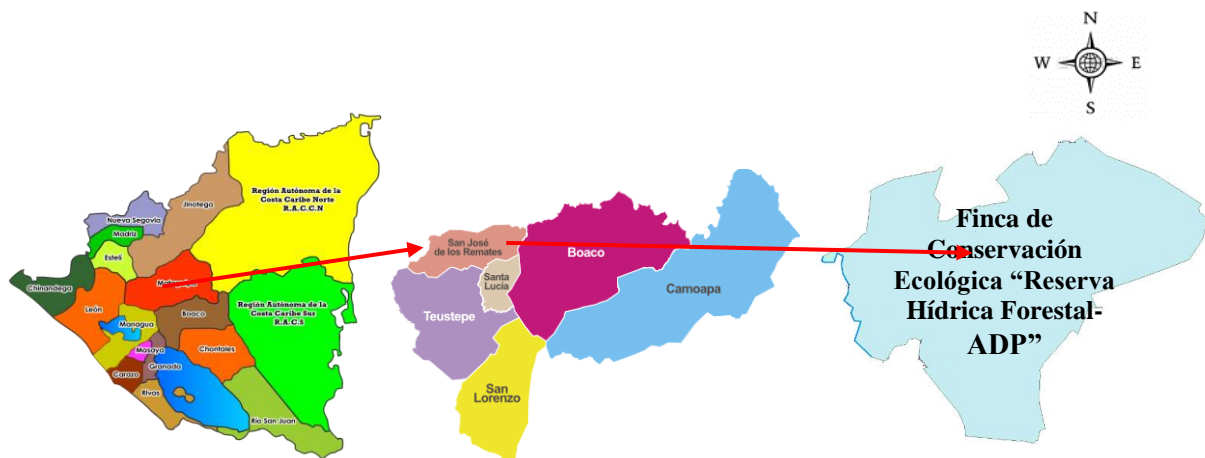 N
W
E
S
Región Autónoma de la
Costa Caribe Norte
R.A.C.C.N
Jinotega
Nueva Segovia
Madriz
Estelí
Chinandega
León
Región Autónoma de la
Costa Caribe Sur
R.A.C.S
Managua
Boaco
Masaya
Chontales
Carazo
Granada
Rivas
Río San Juan
San José
de los Remates
Boaco
Santa
Lucía
Camoapa
Teustepe
San
Lorenzo
Finca de
Conservación
Ecológica “Reserva
Hídrica Forestal-
ADP”